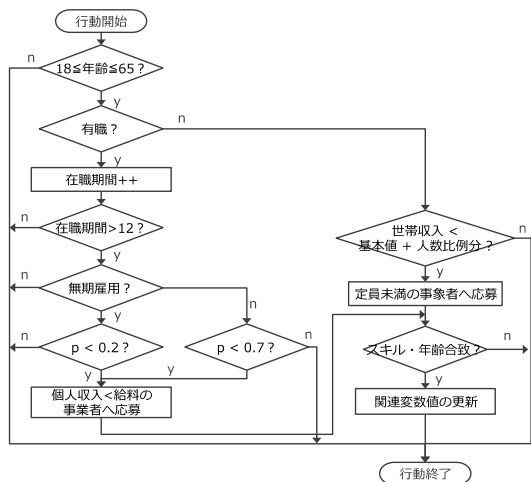 行動開始
n
18≦年齢≦65？
y
n
有職？
y
在職期間++
n
在職期間>12？
y
世帯収入 <
基本値 + 人数比例分？
n
y
n
無期雇用？
n
y
定員未満の事象者へ応募
n
p < 0.2？
p < 0.7？
n
スキル・年齢合致？
n
y
y
y
個人収入<給料の
事業者へ応募
関連変数値の更新
行動終了